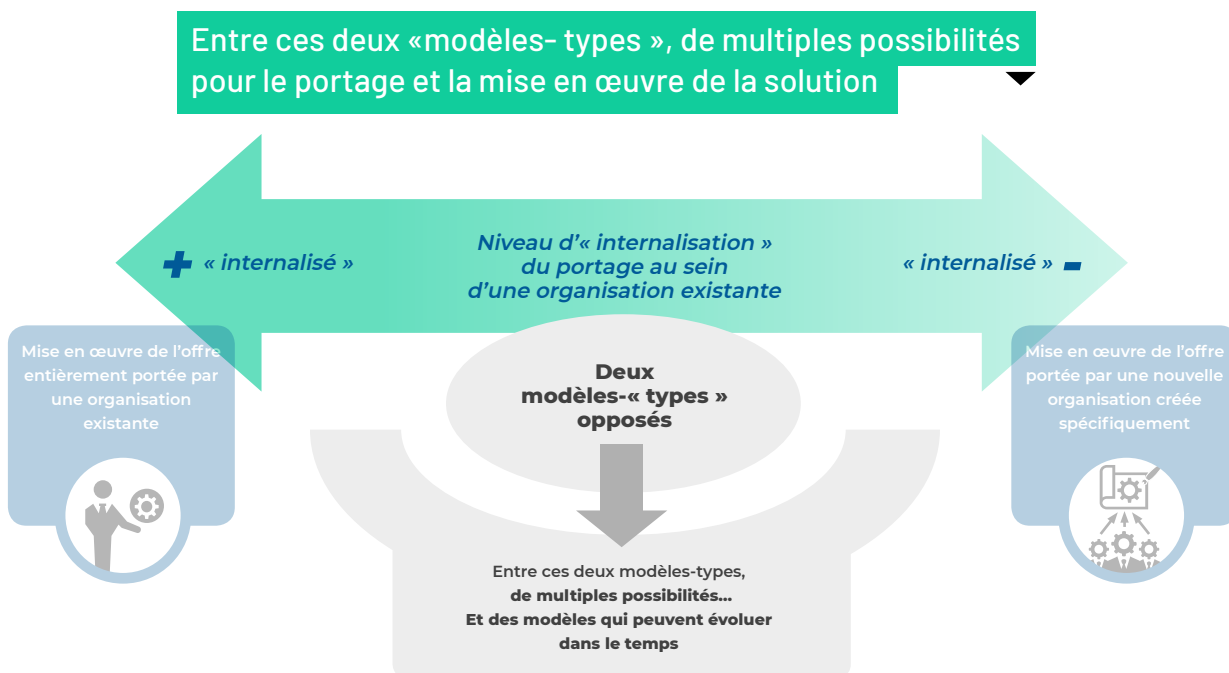 Entre ces deux «modèles- types », de multiples possibilités
pour le portage et la mise en œuvre de la solution
+ « internalisé »
Niveau d’« internalisation »
du portage au sein
d’une organisation existante
« internalisé » -
Mise en œuvre de l’offre
entièrement portée par
une organisation
existante
Deux
modèles-« types »
opposés
Mise en œuvre de l’offre
portée par une nouvelle
organisation créée
spécifiquement
Entre ces deux modèles-types,
de multiples possibilités...
Et des modèles qui peuvent évoluer
dans le temps